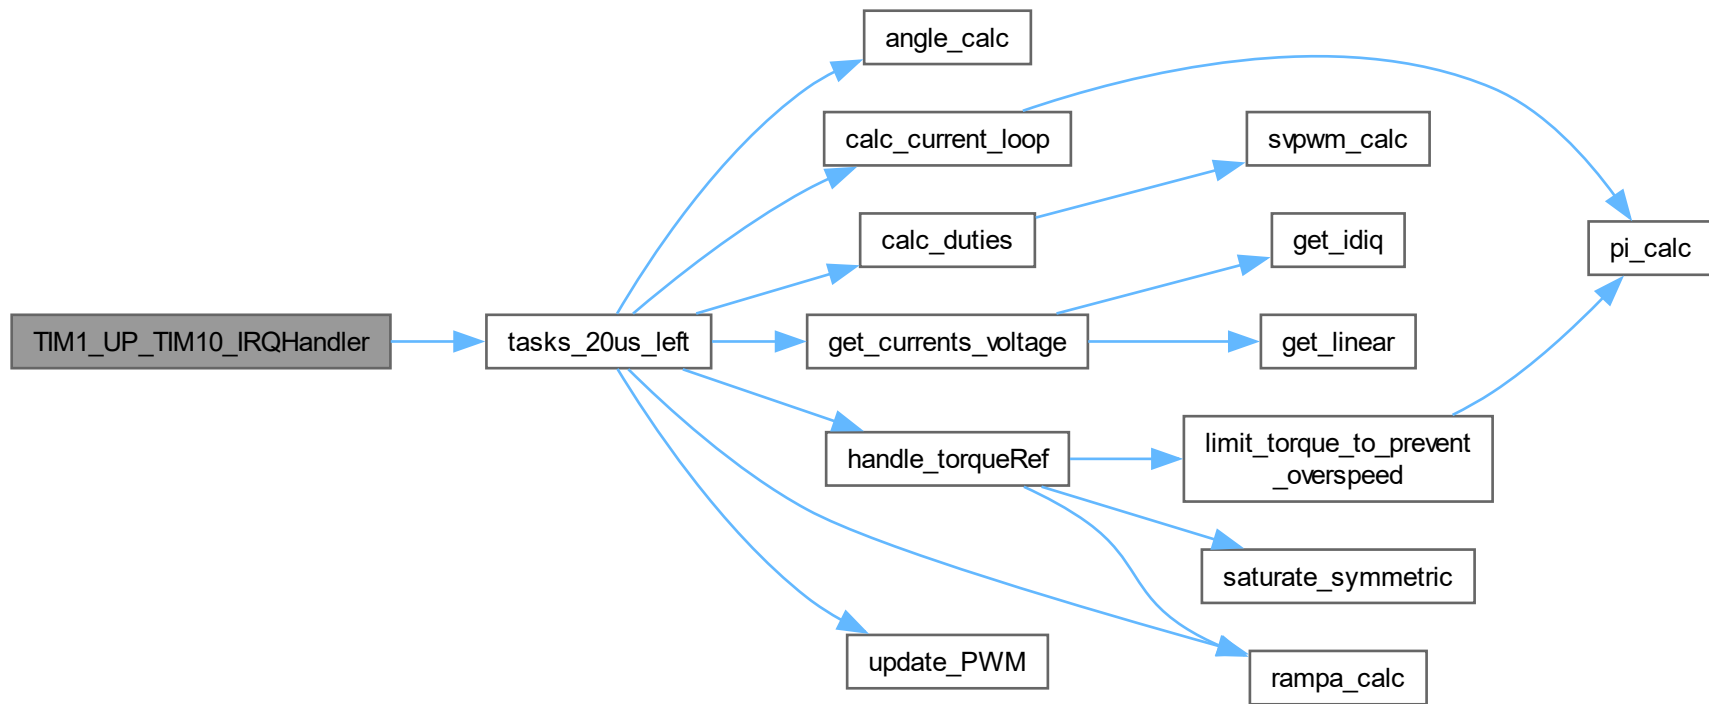 angle_calc
calc_current_loop
svpwm_calc
calc_duties
get_idiq
pi_calc
TIM1_UP_TIM10_IRQHandler
tasks_20us_left
get_currents_voltage
get_linear
handle_torqueRef
limit_torque_to_prevent
_overspeed
saturate_symmetric
update_PWM
rampa_calc